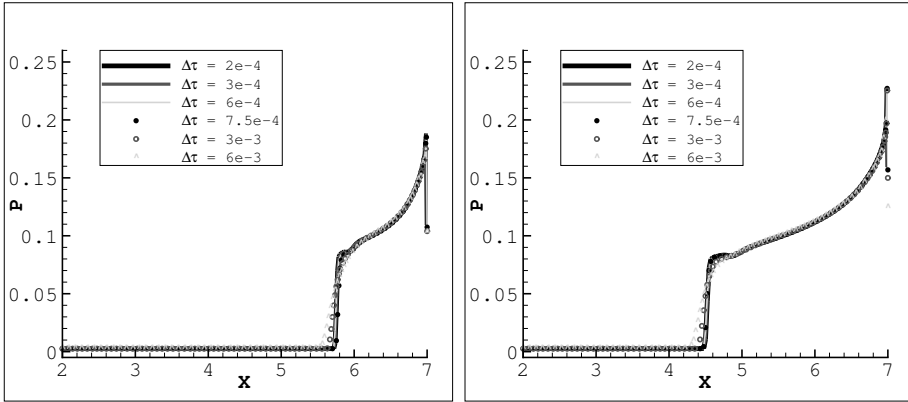 0.25
0.2
0.15
0.1
0.05
0
P
Δτ = 2e-4
Δτ = 3e-4
Δτ = 6e-4
Δτ = 7.5e-4
Δτ = 3e-3
Δτ = 6e-3
2 3 4 5 6 7
X
0.25
0.2
0.15
0.1
0.05
0
P
Δτ = 2e-4
Δτ = 3e-4
Δτ = 6e-4
Δτ = 7.5e-4
Δτ = 3e-3
Δτ = 6e-3
2 3 4 5 6 7
X